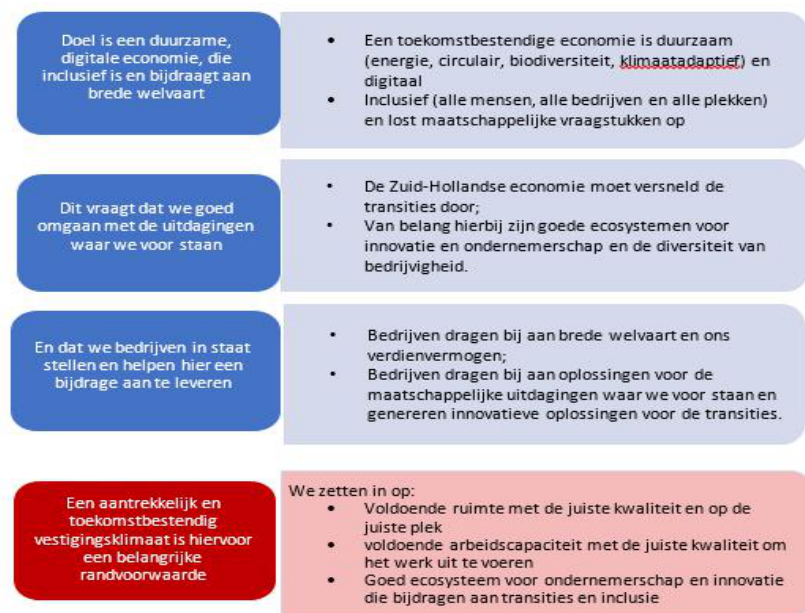 Doel is een duurzame,
digitale economie, die
inclusief is en bijdraagt aan
brede welvaart
• Een toekomstbestendige economie is duurzaam
(energie, circulair, biodiversiteit, klimaatadaptief) en
digitaal
• Inclusief (alle mensen, alle bedrijven en alle plekken)
en lost maatschappelijke vraagstukken op
Dit vraagt dat we goed
omgaan met de uitdagingen
waar we voor staan
• De Zuid-Hollandse economie moet versneld de
transities door;
• Van belang hierbij zijn goede ecosystemen voor
innovatie en ondernemerschap en de diversiteit van
bedrijvigheid.
En dat we bedrijven in staat
stellen en helpen hier een
bijdrage aan te leveren
• Bedrijven dragen bij aan brede welvaart en ons
verdienvermogen;
• Bedrijven dragen bij aan oplossingen voor de
maatschappelijke uitdagingen waar we voor staan en
genereren innovatieve oplossingen voor de transities.
Een aantrekkelijk en
toekomstbestendig
vestigingsklimaat is hiervoor
een belangrijke
randvoorwaarde
We zetten in op:
• Voldoende ruimte met de juiste kwaliteit en op de
juiste plek
• voldoende arbeidscapaciteit met de juiste kwaliteit om
het werk uit te voeren
• Goed ecosysteem voor ondernemerschap en innovatie
die bijdragen aan transities en inclusie